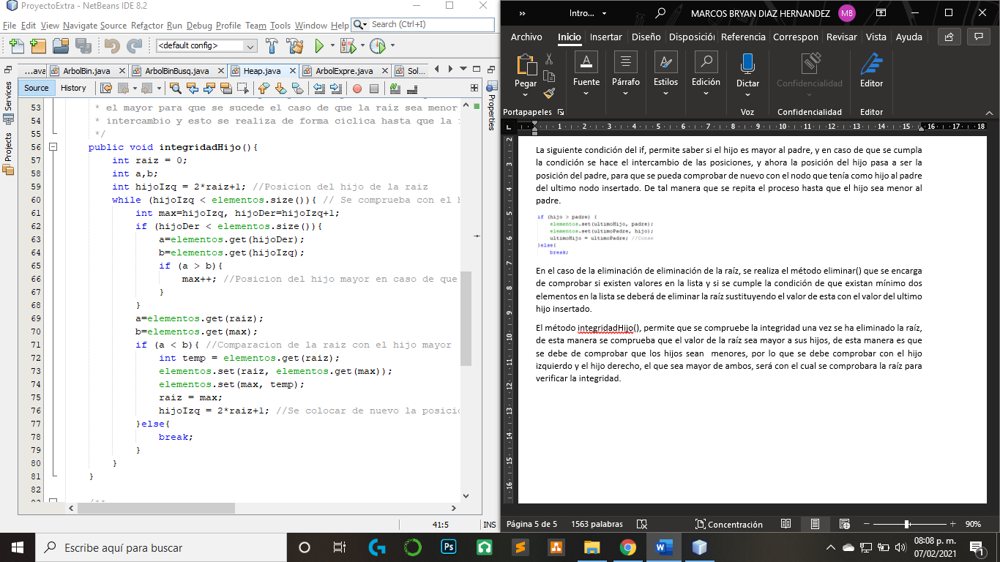 ProyectoExtra - NetBeans IDE 8.2
File Edit View Navigate Source Refactor Run Debug Profile Team Tools Window Help
Search (Ctrl+I)
<default config>
...ava
ArbolBin.java
ArbolBinBusq.java
Heap.java
ArbolExpre.java
Sol...
Source
History
Services
Projects
Properties
53 * el mayor para que se sucede el caso de que la raíz sea menor
54 * intercambio y esto se realiza de forma ciclica hasta que la
55 */
56 public void integridadHijo(){
57 int raiz = 0;
58 int a,b;
59 int hijoIzq = 2*raiz+1; //Posicion del hijo de la raiz
60 while (hijoIzq < elementos.size()){ // Se comprueba con el
61 int max=hijoIzq, hijoDer=hijoIzq+1;
62 if (hijoDer < elementos.size()){
63 a=elementos.get(hijoDer);
64 b=elementos.get(hijoIzq);
65 if (a > b){
66 max++; //Posicion del hijo mayor en caso de que
67 }
68 }
69 a=elementos.get(raiz);
70 b=elementos.get(max);
71 if (a < b){ //Comparacion de la raiz con el hijo mayor
72 int temp = elementos.get(raiz);
73 elementos.set(raiz, elementos.get(max));
74 elementos.set(max, temp);
75 raiz = max;
76 hijoIzq = 2*raiz+1; //Se colocar de nuevo la posició
77 }else{
78 break;
79 }
80 }
81 }
82
/**
41:5
INS
Intro...
MARCOS BRYAN DIAZ HERNANDEZ
MB
Archivo Inicio Insertar Diseño Disposición Referencia Correspon Revisar Vista Ayuda
Pegar
Fuente
Párrafo
Estilos
Edición
Dictar
Confidencialidad
Editor
Portapapeles
Voz
Confidencialidad
Editor
1 2 3 4 5 6 7 8 9 10 11 12 13 14 15 16 17 18
2 3 4 5 6 7 8 9 10 11 12 13 14 15 16
La siguiente condición del if, permite saber si el hijo es mayor al padre, y en caso de que se cumpla
la condición se hace el intercambio de las posiciones, y ahora la posición del hijo pasa a ser la
posición del padre, para que se pueda comprobar de nuevo con el nodo que tenía como hijo al padre
del ultimo nodo insertado. De tal manera que se repita el proceso hasta que el hijo sea menor al
padre.
if (hijo > padre) {
elementos.set(ultimoHijo, padre);
elementos.set(ultimoPadre, hijo);
ultimoHijo = ultimoPadre; //Conse
}else{
break;
En el caso de la eliminación de eliminación de la raíz, se realiza el método eliminar() que se encarga
de comprobar si existen valores en la lista y si se cumple la condición de que existan mínimo dos
elementos en la lista se deberá de eliminar la raíz sustituyendo el valor de esta con el valor del ultimo
hijo insertado.
El método integridadHijo(), permite que se compruebe la integridad una vez se ha eliminado la raíz,
de esta manera se comprueba que el valor de la raíz sea mayor a sus hijos, de esta manera es que
se debe de comprobar que los hijos sean menores, por lo que se debe comprobar con el hijo
izquierdo y el hijo derecho, el que sea mayor de ambos, será con el cual se comprobara la raíz para
verificar la integridad.
Página 5 de 5
1563 palabras
Concentración
90%
Escribe aquí para buscar
Ps
08:08 p. m.
07/02/2021
1